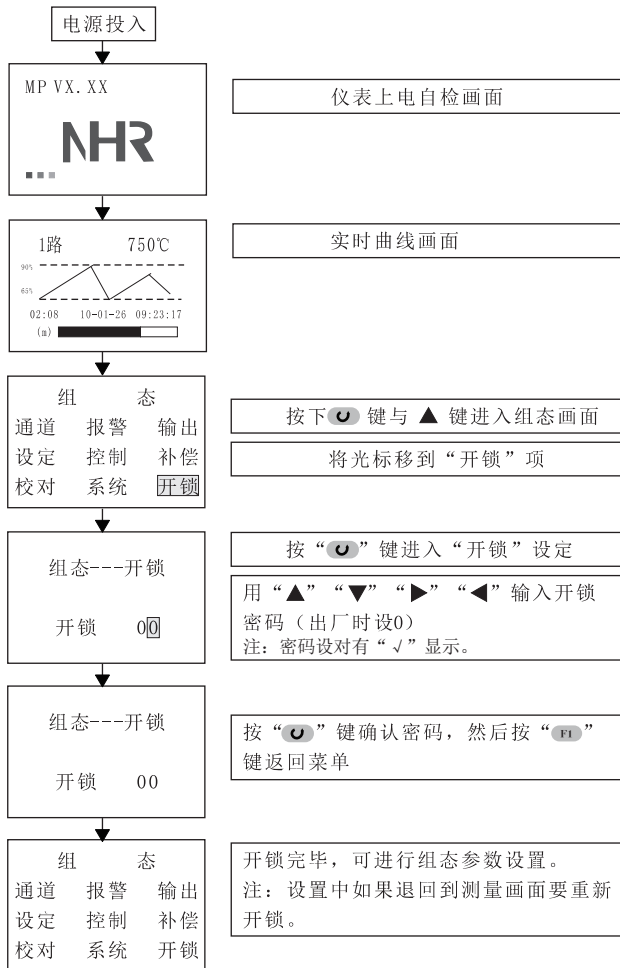 电源投入
MP VX.XX
NHR
仪表上电自检画面
1路 750℃
90%
65%
02:08 10-01-26 09:23:17
(m)
实时曲线画面
组 态
通道 报警 输出
设定 控制 补偿
校对 系统 开锁
按下 键与 ▲ 键进入组态画面
将光标移到“开锁”项
组态---开锁
开锁 00
按“ ”键进入“开锁”设定
用“▲”“▼”“▶”“◀”输入开锁
密码（出厂时设0）
注：密码设对有“√”显示。
组态---开锁
开锁 00
按“ ”键确认密码，然后按“F1”
键返回菜单
组 态
通道 报警 输出
设定 控制 补偿
校对 系统 开锁
开锁完毕，可进行组态参数设置。
注：设置中如果退回到测量画面要重新
开锁。